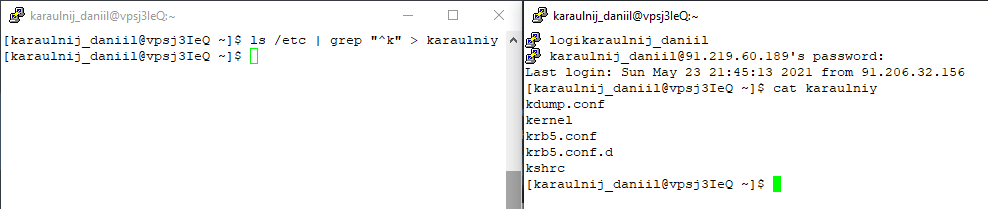 karaulnij_daniil@vpsj3IeQ:~
[karaulnij_daniil@vpsj3IeQ ~]$ ls /etc | grep "^k" > karaulniy
[karaulnij_daniil@vpsj3IeQ ~]$
karaulnij_daniil@vpsj3IeQ:~
logikaraulnij_daniil
karaulnij_daniil@91.219.60.189's password:
Last login: Sun May 23 21:45:13 2021 from 91.206.32.156
[karaulnij_daniil@vpsj3IeQ ~]$ cat karaulniy
kdump.conf
kernel
krb5.conf
krb5.conf.d
kshrc
[karaulnij_daniil@vpsj3IeQ ~]$